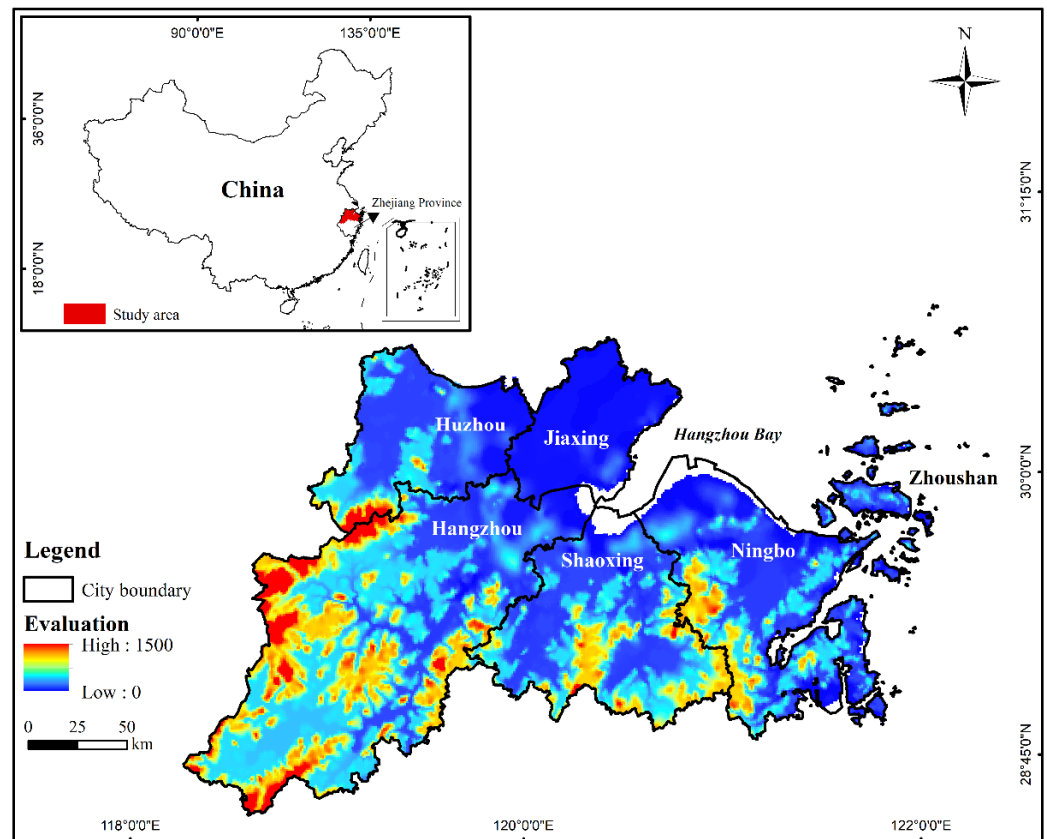 90°0'0"E
135°0'0"E
N
36°0'0"N
China
Zhejiang Province
31°15'0"N
18°0'0"N
Study area
Huzhou
Jiaxing
Hangzhou Bay
30°0'0"N
Zhoushan
Hangzhou
Shaoxing
Ningbo
Legend
City boundary
Evaluation
High : 1500
Low : 0
0 25 50
km
28°45'0"N
118°0'0"E
120°0'0"E
122°0'0"E